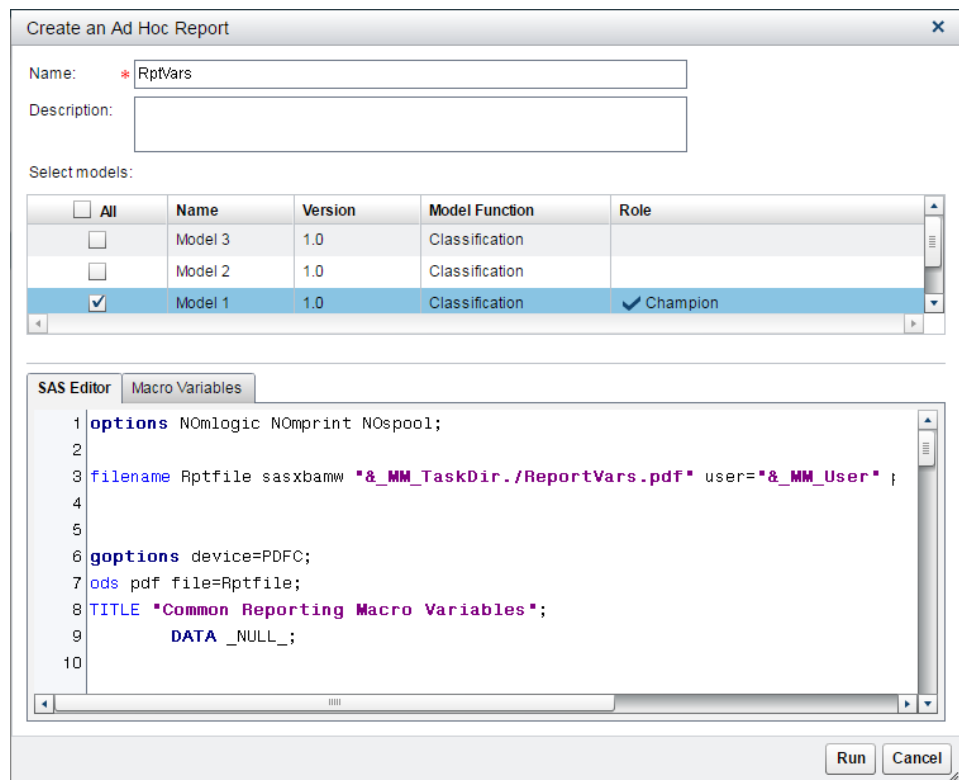 Create an Ad Hoc Report
Name: * RptVars
Description:
Select models:
All Name Version Model Function Role
Model 3 1.0 Classification
Model 2 1.0 Classification
Model 1 1.0 Classification Champion
SAS Editor Macro Variables
1 options NOmlogic NOmprint NOspool;
2
3 filename Rptfile sasxbamw "&_MM_TaskDir./ReportVars.pdf" user="&_MM_User"
4
5
6 goptions device=PDFC;
7 ods pdf file=Rptfile;
8 TITLE "Common Reporting Macro Variables";
9 DATA _NULL_;
10
Run Cancel